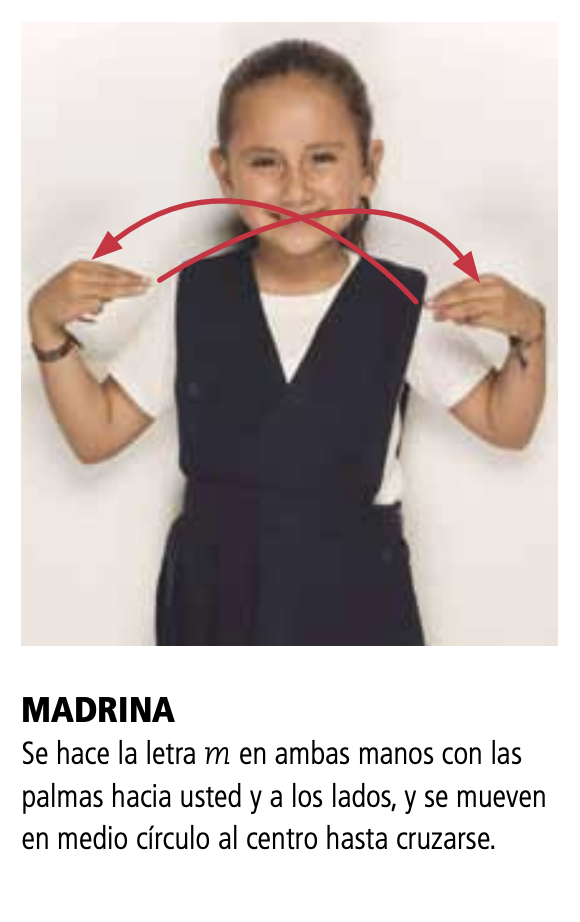 MADRINA
Se hace la letra m en ambas manos con las
palmas hacia usted y a los lados, y se mueven
en medio círculo al centro hasta cruzarse.